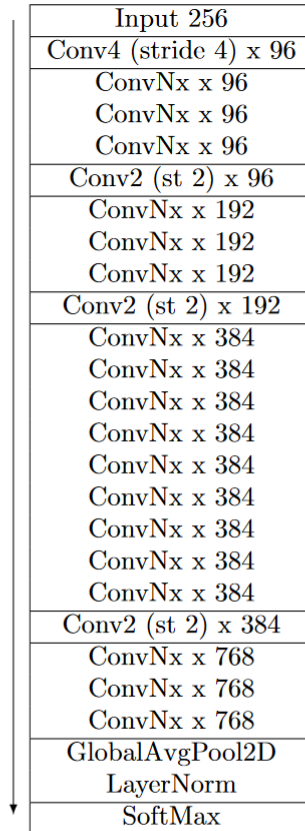 Input 256
Conv4 (stride 4) x 96
ConvNx x 96
ConvNx x 96
ConvNx x 96
Conv2 (st 2) x 96
ConvNx x 192
ConvNx x 192
ConvNx x 192
Conv2 (st 2) x 192
ConvNx x 384
ConvNx x 384
ConvNx x 384
ConvNx x 384
ConvNx x 384
ConvNx x 384
ConvNx x 384
ConvNx x 384
ConvNx x 384
Conv2 (st 2) x 384
ConvNx x 768
ConvNx x 768
ConvNx x 768
GlobalAvgPool2D
LayerNorm
SoftMax